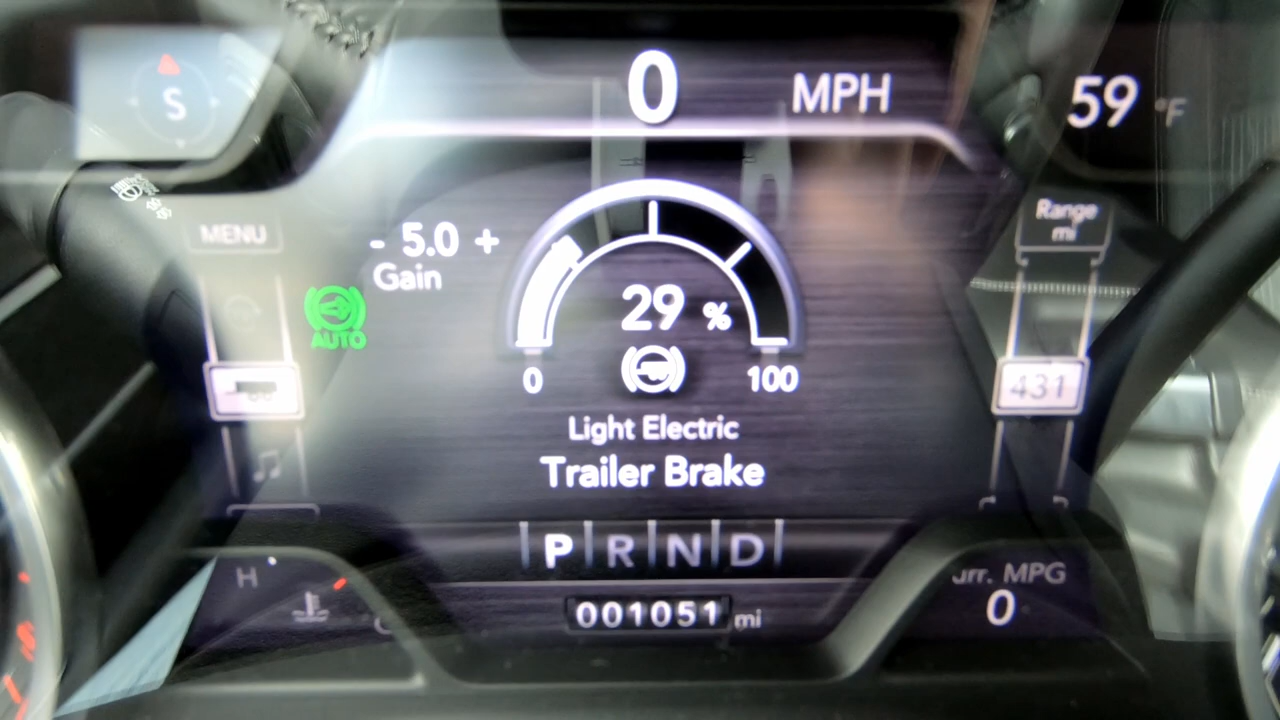 0 MPH
59 °F
S
MENU
- 5.0 +
Gain
AUTO
29 %
0
100
Light Electric
Trailer Brake
Range
mi
431
P R N D
H
C
001051 mi
urr. MPG
0